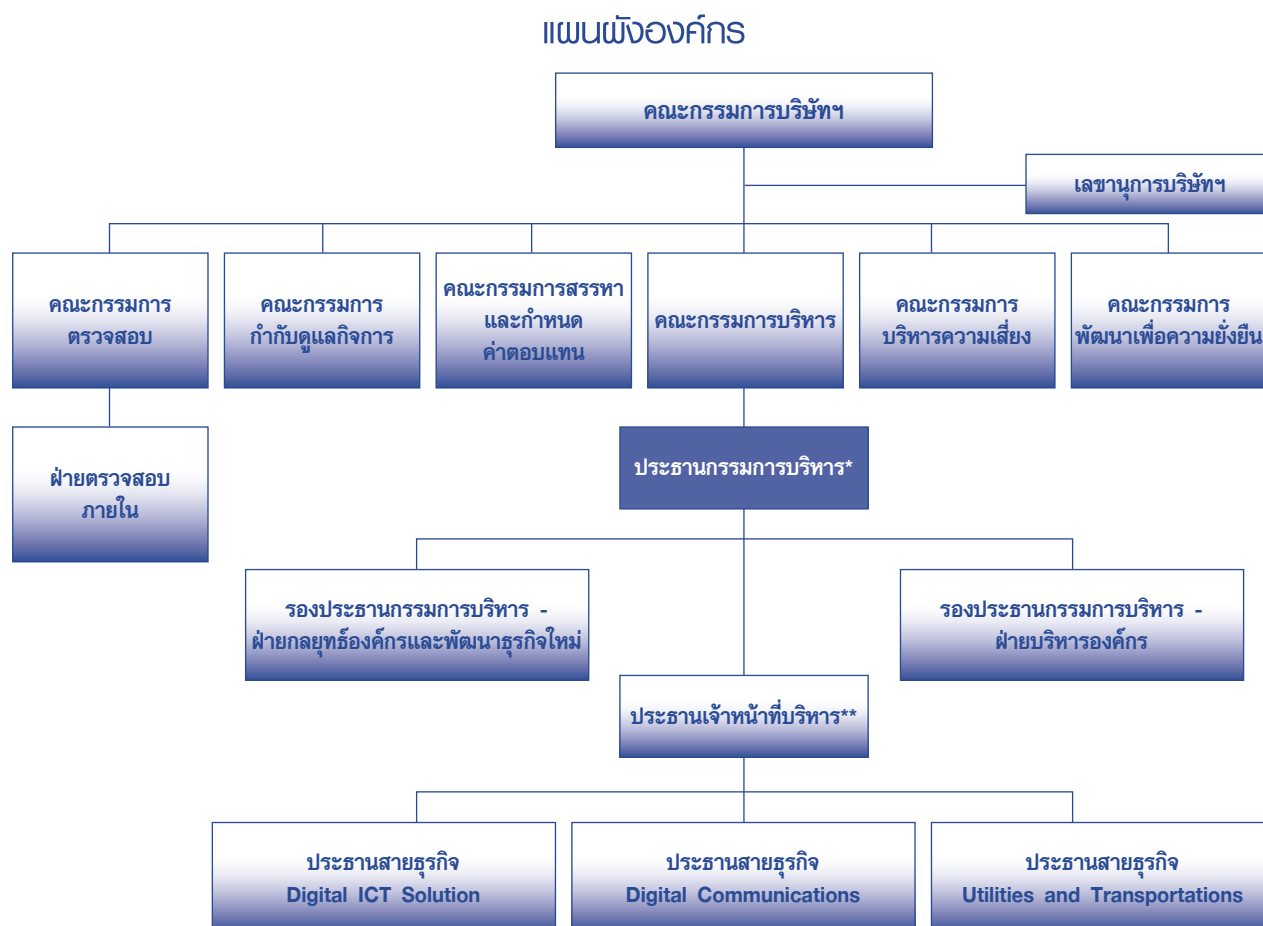 แผนผังองค์กร
คณะกรรมการบริษัทฯ
เลขานุการบริษัทฯ
คณะกรรมการ
ตรวจสอบ
คณะกรรมการ
กำกับดูแลกิจการ
คณะกรรมการสรรหา
และกำหนด
ค่าตอบแทน
คณะกรรมการบริหาร
คณะกรรมการ
บริหารความเสี่ยง
คณะกรรมการ
พัฒนาเพื่อความยั่งยืน
ฝ่ายตรวจสอบ
ภายใน
ประธานกรรมการบริหาร*
รองประธานกรรมการบริหาร -
ฝ่ายกลยุทธ์องค์กรและพัฒนาธุรกิจใหม่
รองประธานกรรมการบริหาร -
ฝ่ายบริหารองค์กร
ประธานเจ้าหน้าที่บริหาร**
ประธานสายธุรกิจ
Digital ICT Solution
ประธานสายธุรกิจ
Digital Communications
ประธานสายธุรกิจ
Utilities and Transportations